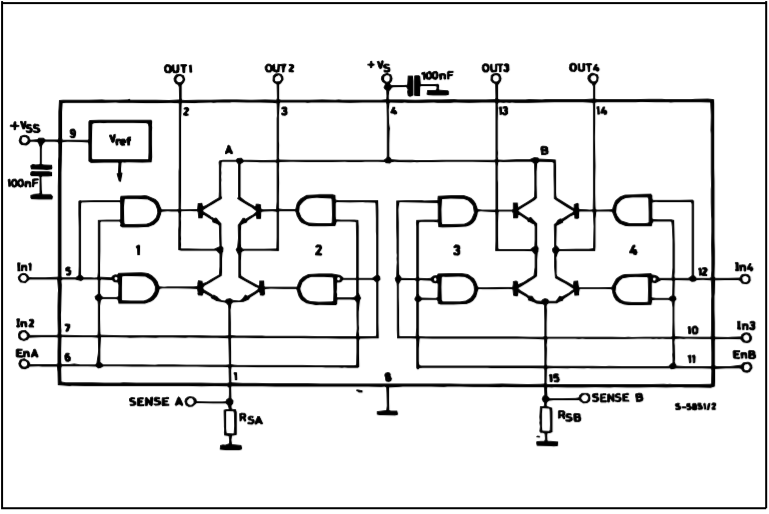 OUT1 OUT2 +VS 100nF OUT3 OUT4
2 3 4 13 14
+VSS 9 Vref
100nF
A B
1 2 3 4
In1 5 12 In4
In2 7 10 In3
EnA 6 11 EnB
1 8 15
SENSE A SENSE B
S-5851/2
RSA RSB